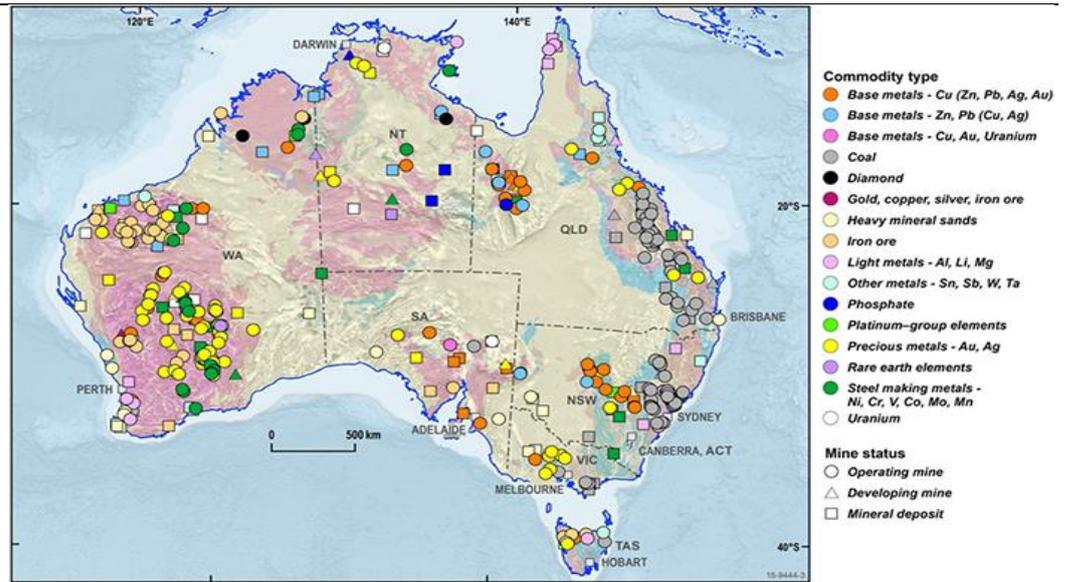 120°E
140°E
DARWIN
NT
20°S
QLD
WA
SA
BRISBANE
PERTH
NSW
SYDNEY
ADELAIDE
CANBERRA, ACT
0 500 km
VIC
MELBOURNE
TAS
40°S
HOBART
15-9444-3
Commodity type
Base metals - Cu (Zn, Pb, Ag, Au)
Base metals - Zn, Pb (Cu, Ag)
Base metals - Cu, Au, Uranium
Coal
Diamond
Gold, copper, silver, iron ore
Heavy mineral sands
Iron ore
Light metals - Al, Li, Mg
Other metals - Sn, Sb, W, Ta
Phosphate
Platinum–group elements
Precious metals - Au, Ag
Rare earth elements
Steel making metals -
Ni, Cr, V, Co, Mo, Mn
Uranium
Mine status
Operating mine
Developing mine
Mineral deposit